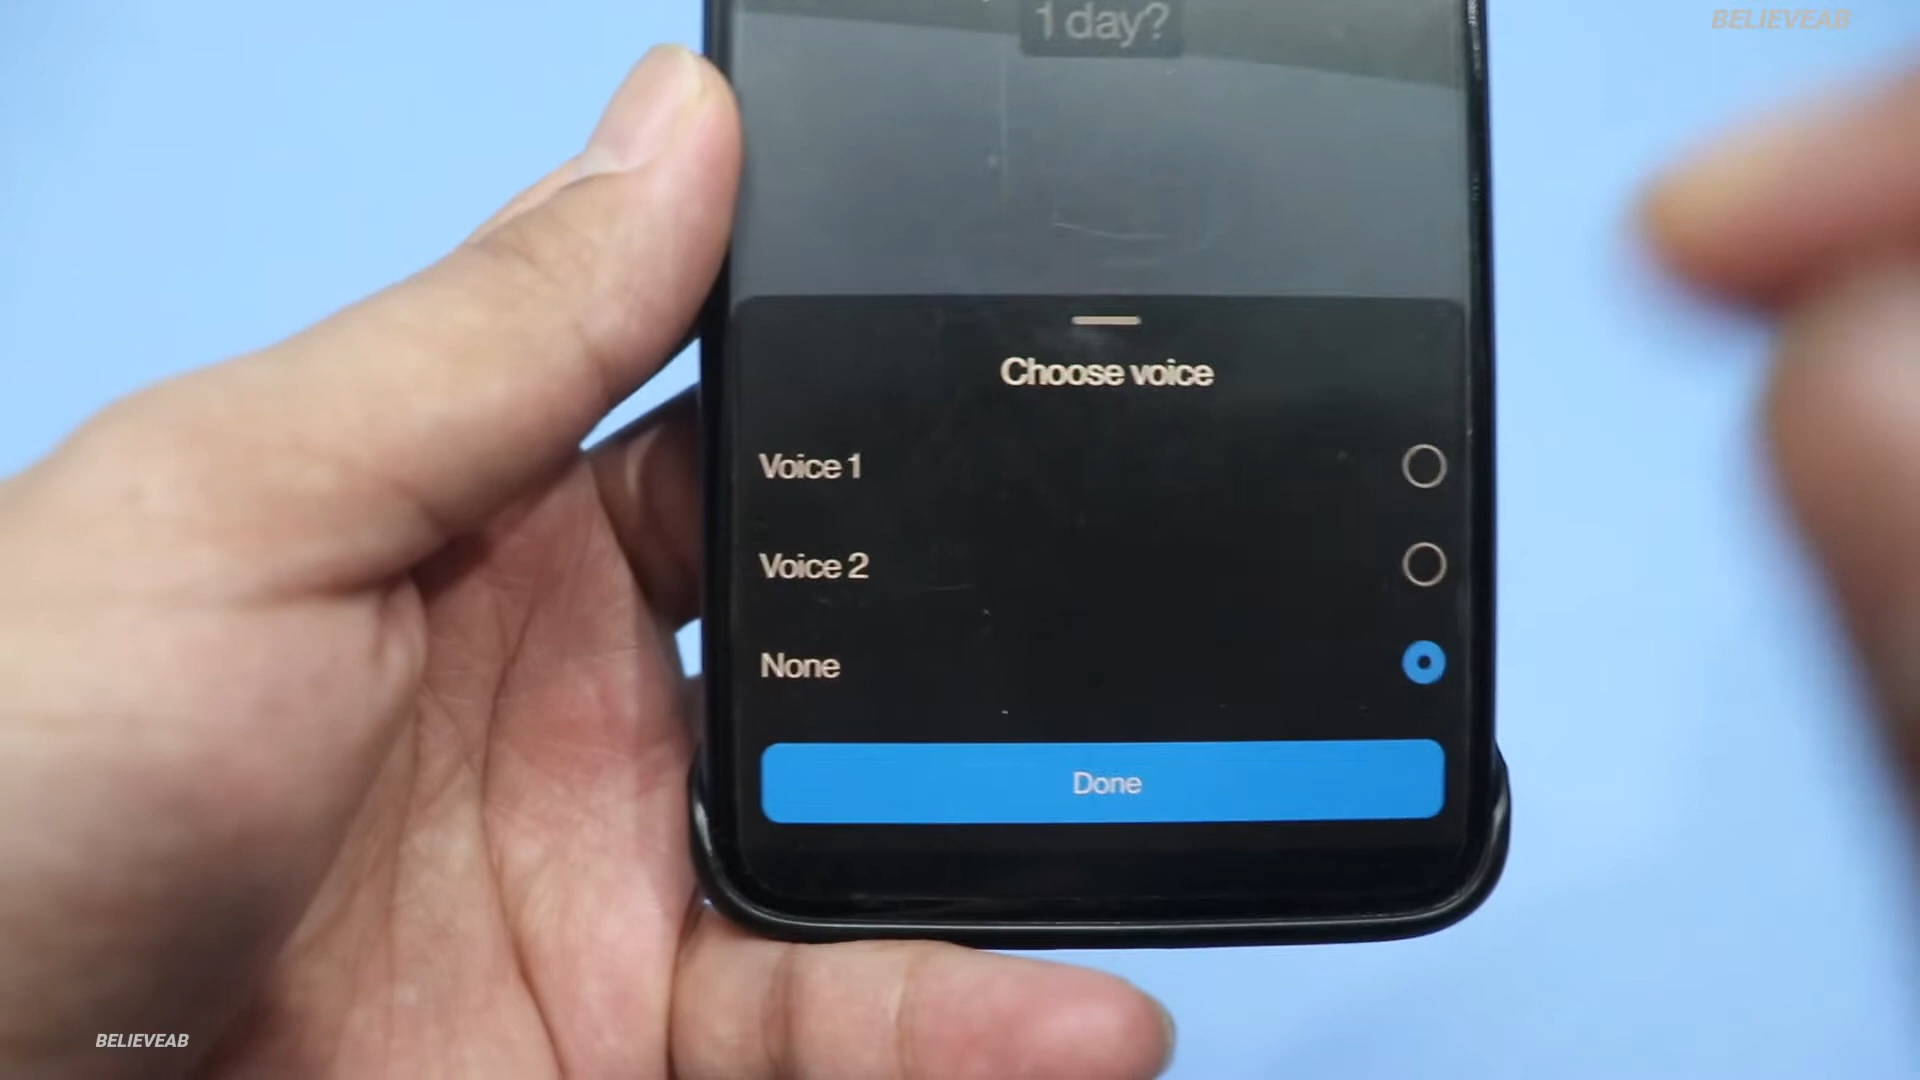 BELIEVEAB
1 day?
Choose voice
Voice 1
Voice 2
None
Done
BELIEVEAB